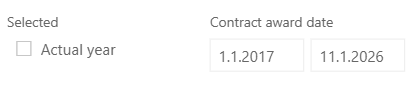 Selected
Contract award date
Actual year
1.1.2017
11.1.2026